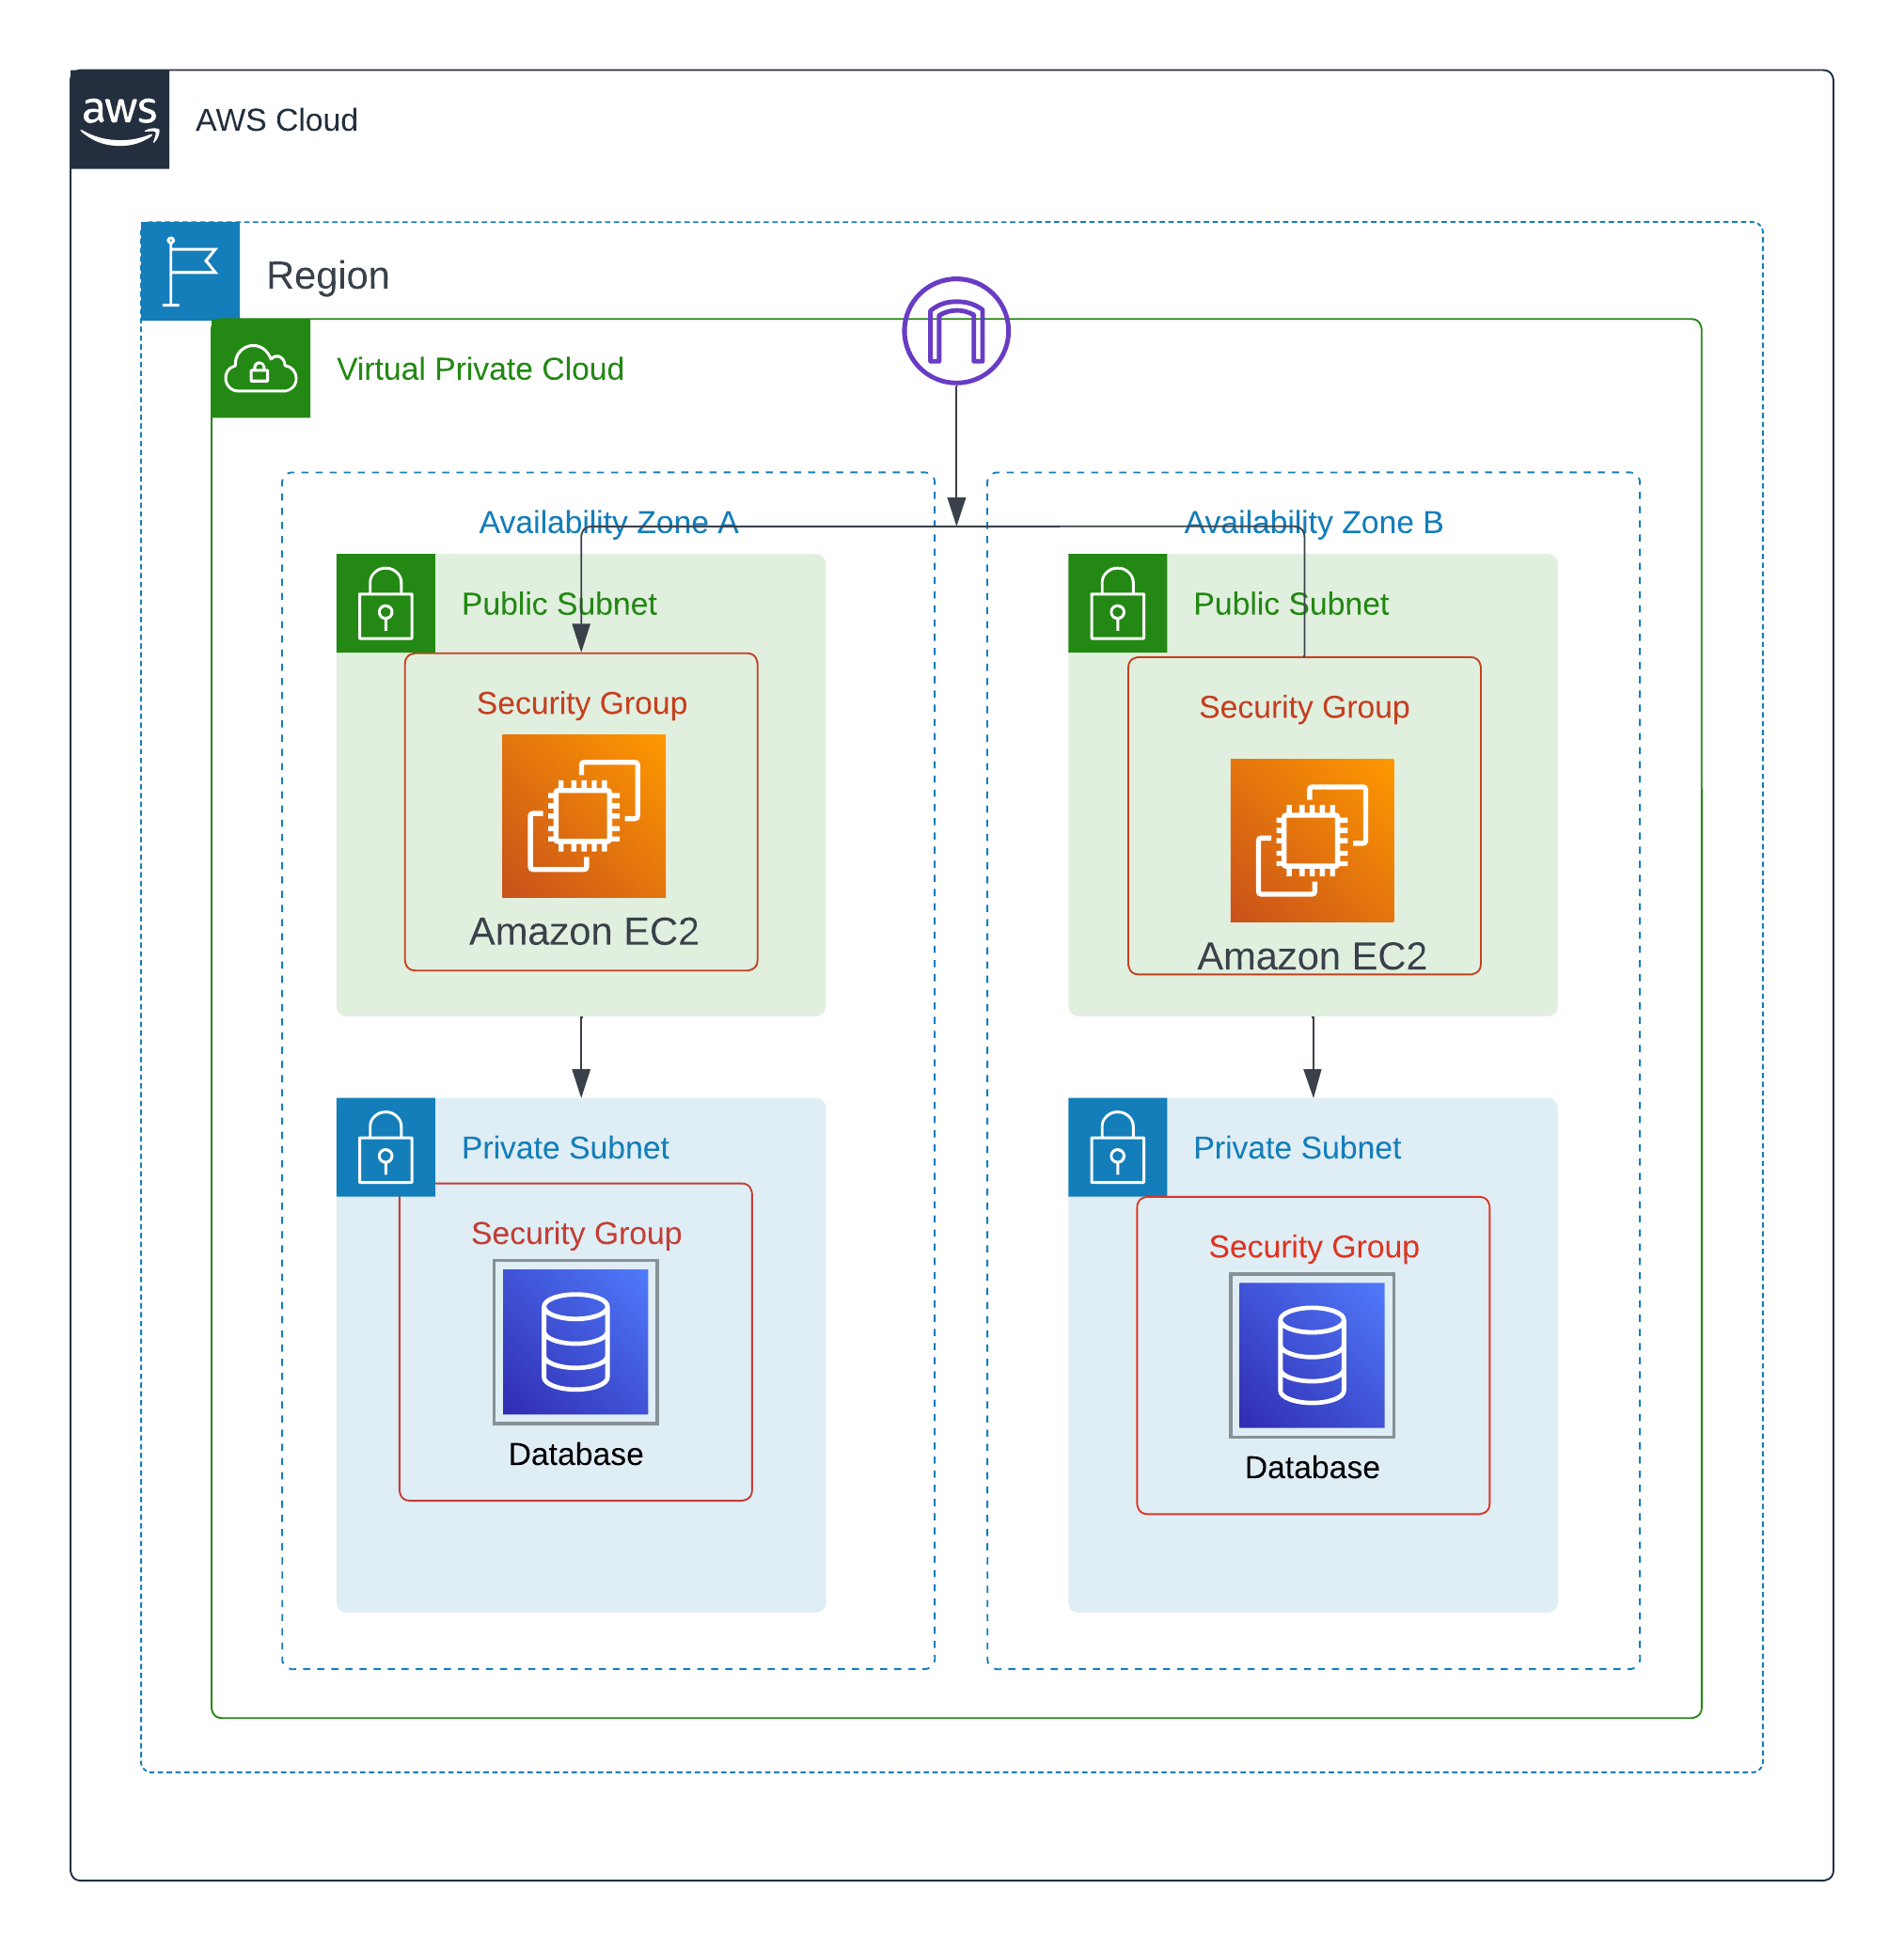 aws
AWS Cloud
Region
Virtual Private Cloud
Availability Zone A
Availability Zone B
Public Subnet
Public Subnet
Security Group
Security Group
Amazon EC2
Amazon EC2
Private Subnet
Private Subnet
Security Group
Security Group
Database
Database